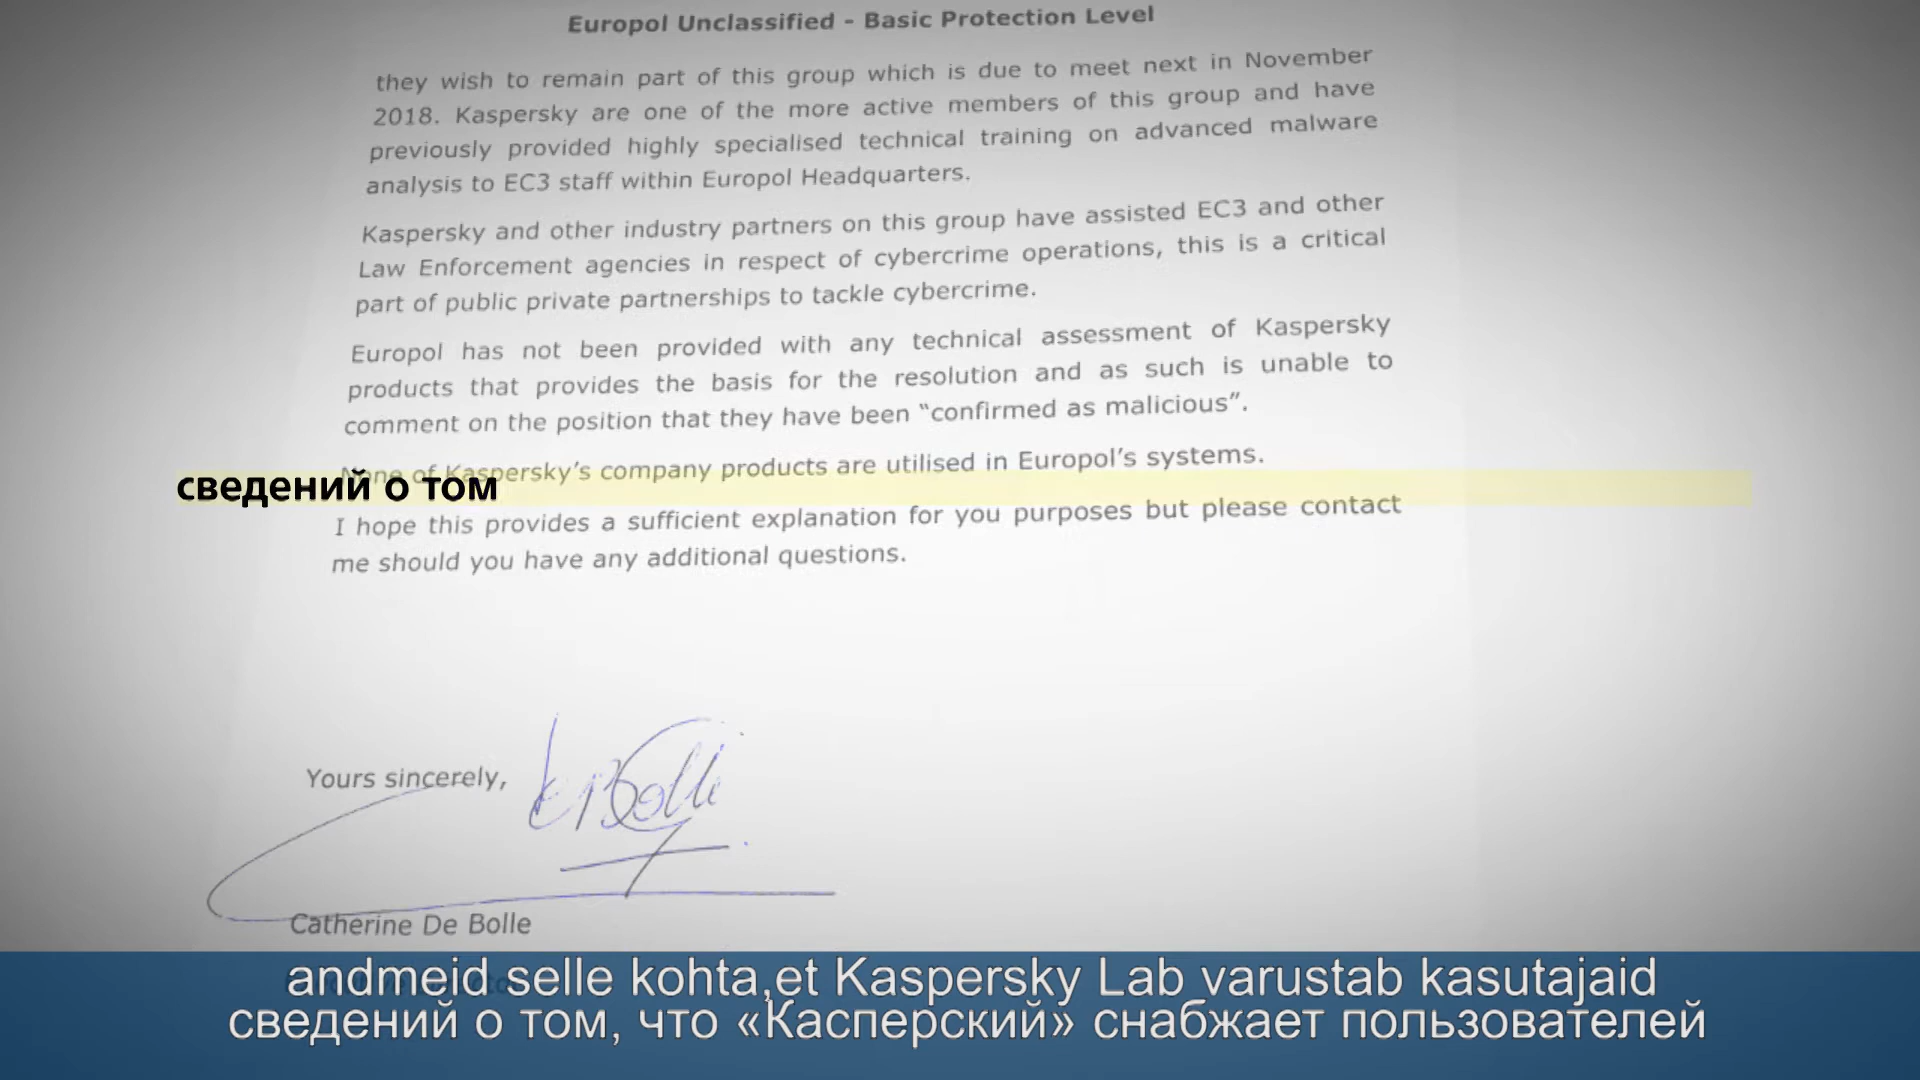 Europol Unclassified - Basic Protection Level
they wish to remain part of this group which is due to meet next in November
2018. Kaspersky are one of the more active members of this group and have
previously provided highly specialised technical training on advanced malware
analysis to EC3 staff within Europol Headquarters.
Kaspersky and other industry partners on this group have assisted EC3 and other
Law Enforcement agencies in respect of cybercrime operations, this is a critical
part of public private partnerships to tackle cybercrime.
Europol has not been provided with any technical assessment of Kaspersky
products that provides the basis for the resolution and as such is unable to
comment on the position that they have been “confirmed as malicious”.
None of Kaspersky’s company products are utilised in Europol’s systems.
сведений о том
I hope this provides a sufficient explanation for you purposes but please contact
me should you have any additional questions.
Yours sincerely,
Catherine De Bolle
andmeid selle kohta,et Kaspersky Lab varustab kasutajaid
сведений о том, что «Касперский» снабжает пользователей